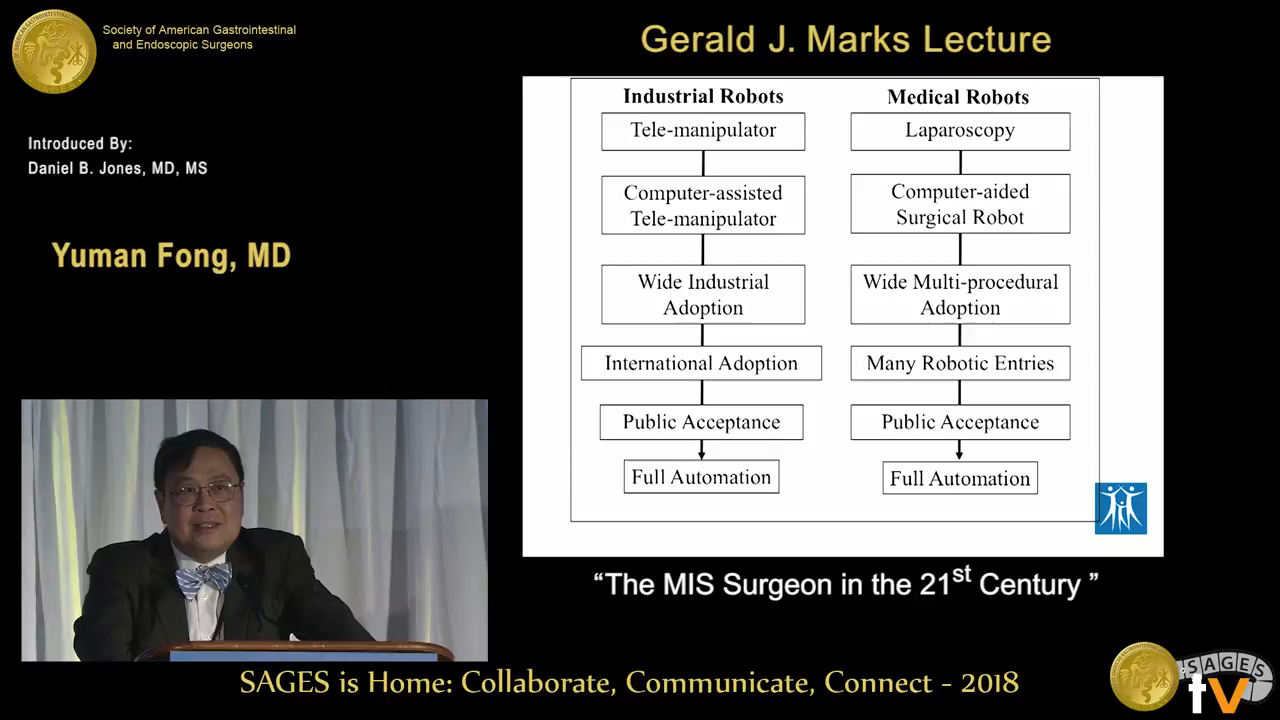 Society of American Gastrointestinal
and Endoscopic Surgeons
Gerald J. Marks Lecture
Introduced By:
Daniel B. Jones, MD, MS
Yuman Fong, MD
Industrial Robots
Tele-manipulator
Computer-assisted
Tele-manipulator
Wide Industrial
Adoption
International Adoption
Public Acceptance
Full Automation
Medical Robots
Laparoscopy
Computer-aided
Surgical Robot
Wide Multi-procedural
Adoption
Many Robotic Entries
Public Acceptance
Full Automation
“The MIS Surgeon in the 21st Century ”
SAGES is Home: Collaborate, Communicate, Connect - 2018
SAGES
tv